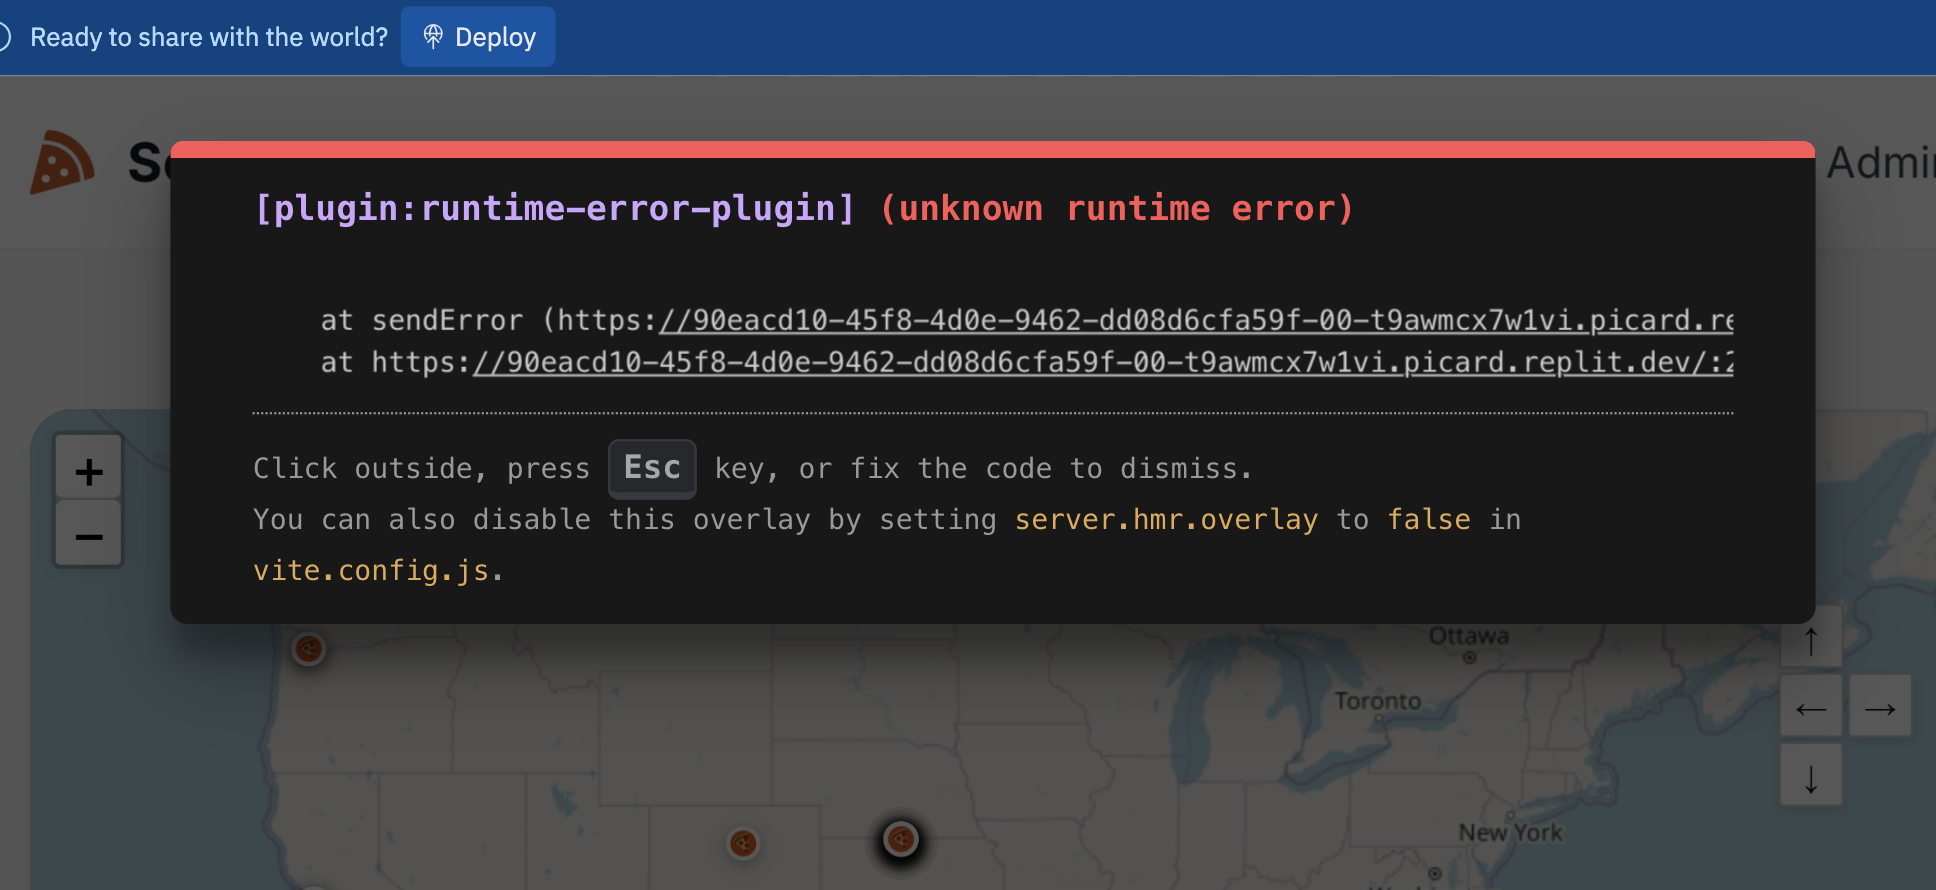 Ready to share with the world? Deploy
Admi
[plugin:runtime-error-plugin] (unknown runtime error)
at sendError (https://90eacd10-45f8-4d0e-9462-dd08d6cfa59f-00-t9awmcx7w1vi.picard.re
at https://90eacd10-45f8-4d0e-9462-dd08d6cfa59f-00-t9awmcx7w1vi.picard.replit.dev/:2
Click outside, press Esc key, or fix the code to dismiss.
You can also disable this overlay by setting server.hmr.overlay to false in
vite.config.js.
+
−
Ottawa
↑
Toronto
← →
↓
New York